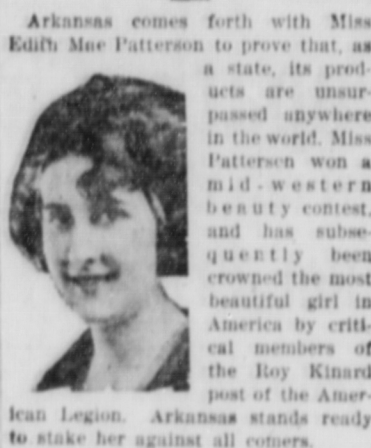 Arkansas comes forth with Miss
Edith Mae Patterson to prove that, as
a state, its prod-
ucts are unsur-
passed anywhere
in the world. Miss
Patterson won a
mid-western
beauty contest,
and has subse-
quently been
crowned the most
beautiful girl in
America by criti-
cal members of
the Roy Kinard
post of the Amer-
ican Legion. Arkansas stands ready
to stake her against all comers.